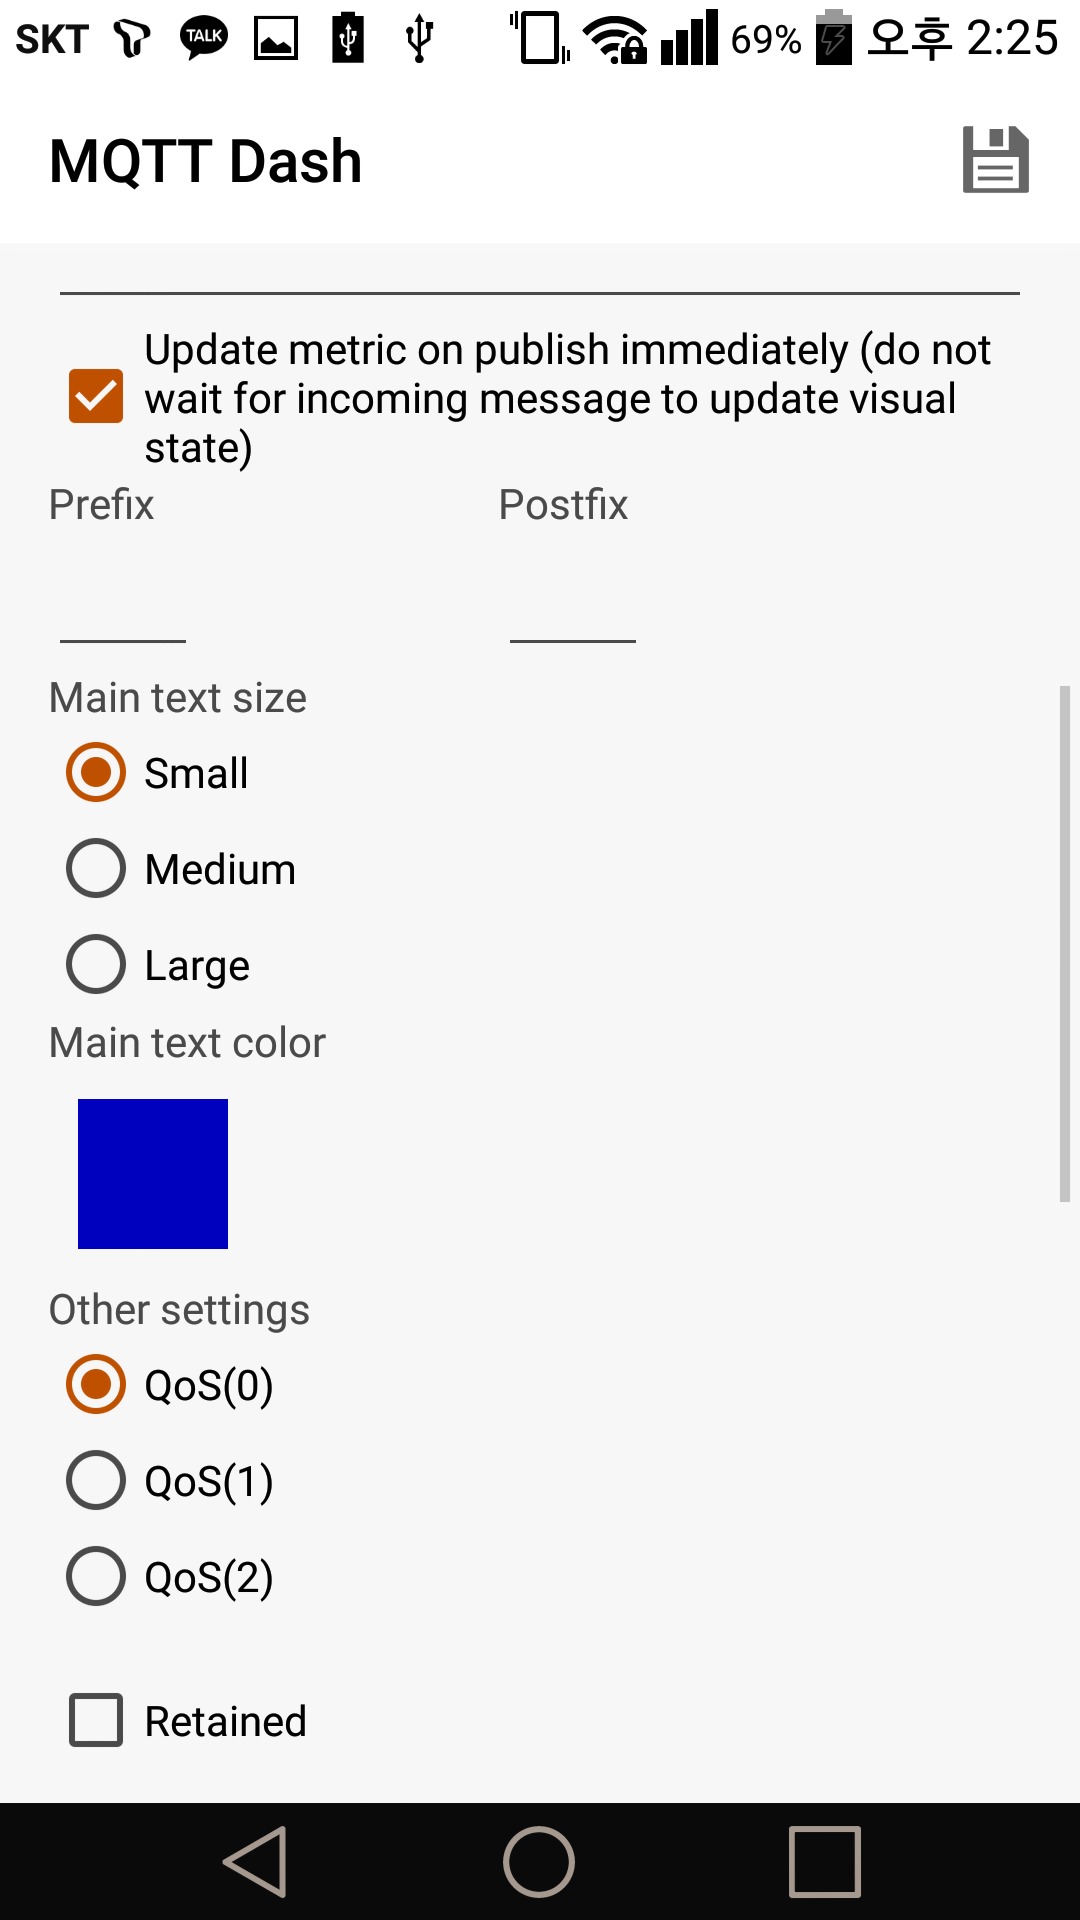 SKT TALK 69% 오후 2:25
MQTT Dash
Update metric on publish immediately (do not
wait for incoming message to update visual
state)
Prefix Postfix
Main text size
Small
Medium
Large
Main text color
Other settings
QoS(0)
QoS(1)
QoS(2)
Retained